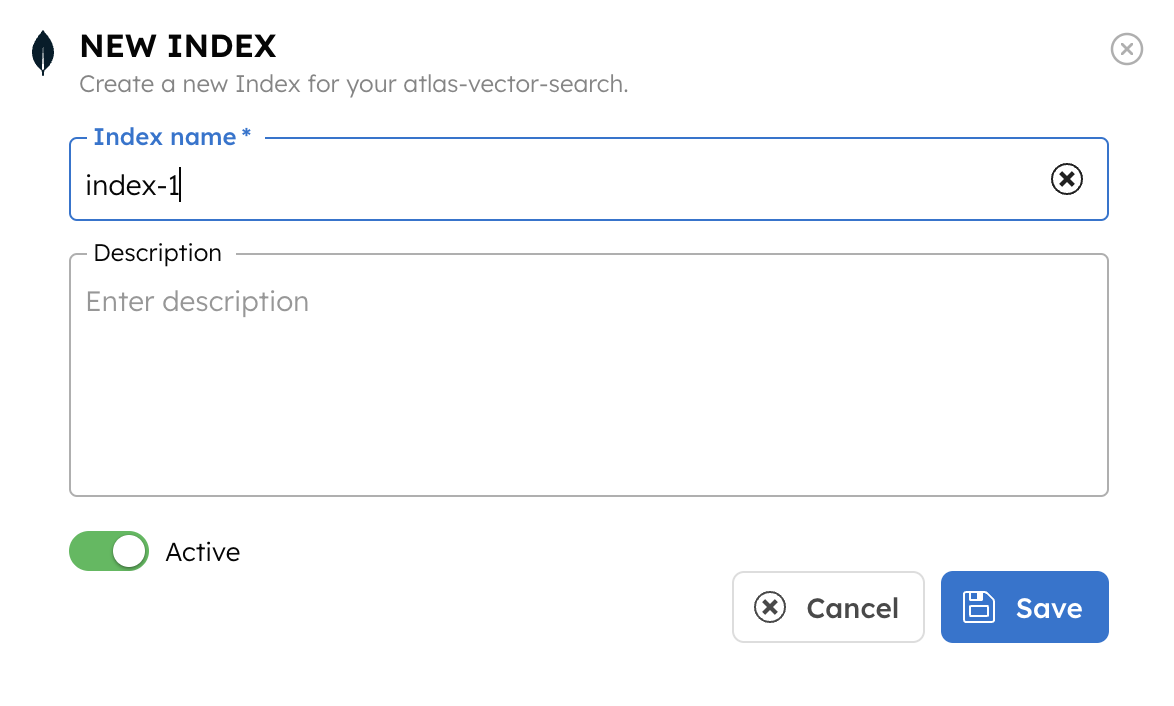 NEW INDEX
Create a new Index for your atlas-vector-search.
Index name *
index-1
Description
Enter description
Active
Cancel
Save